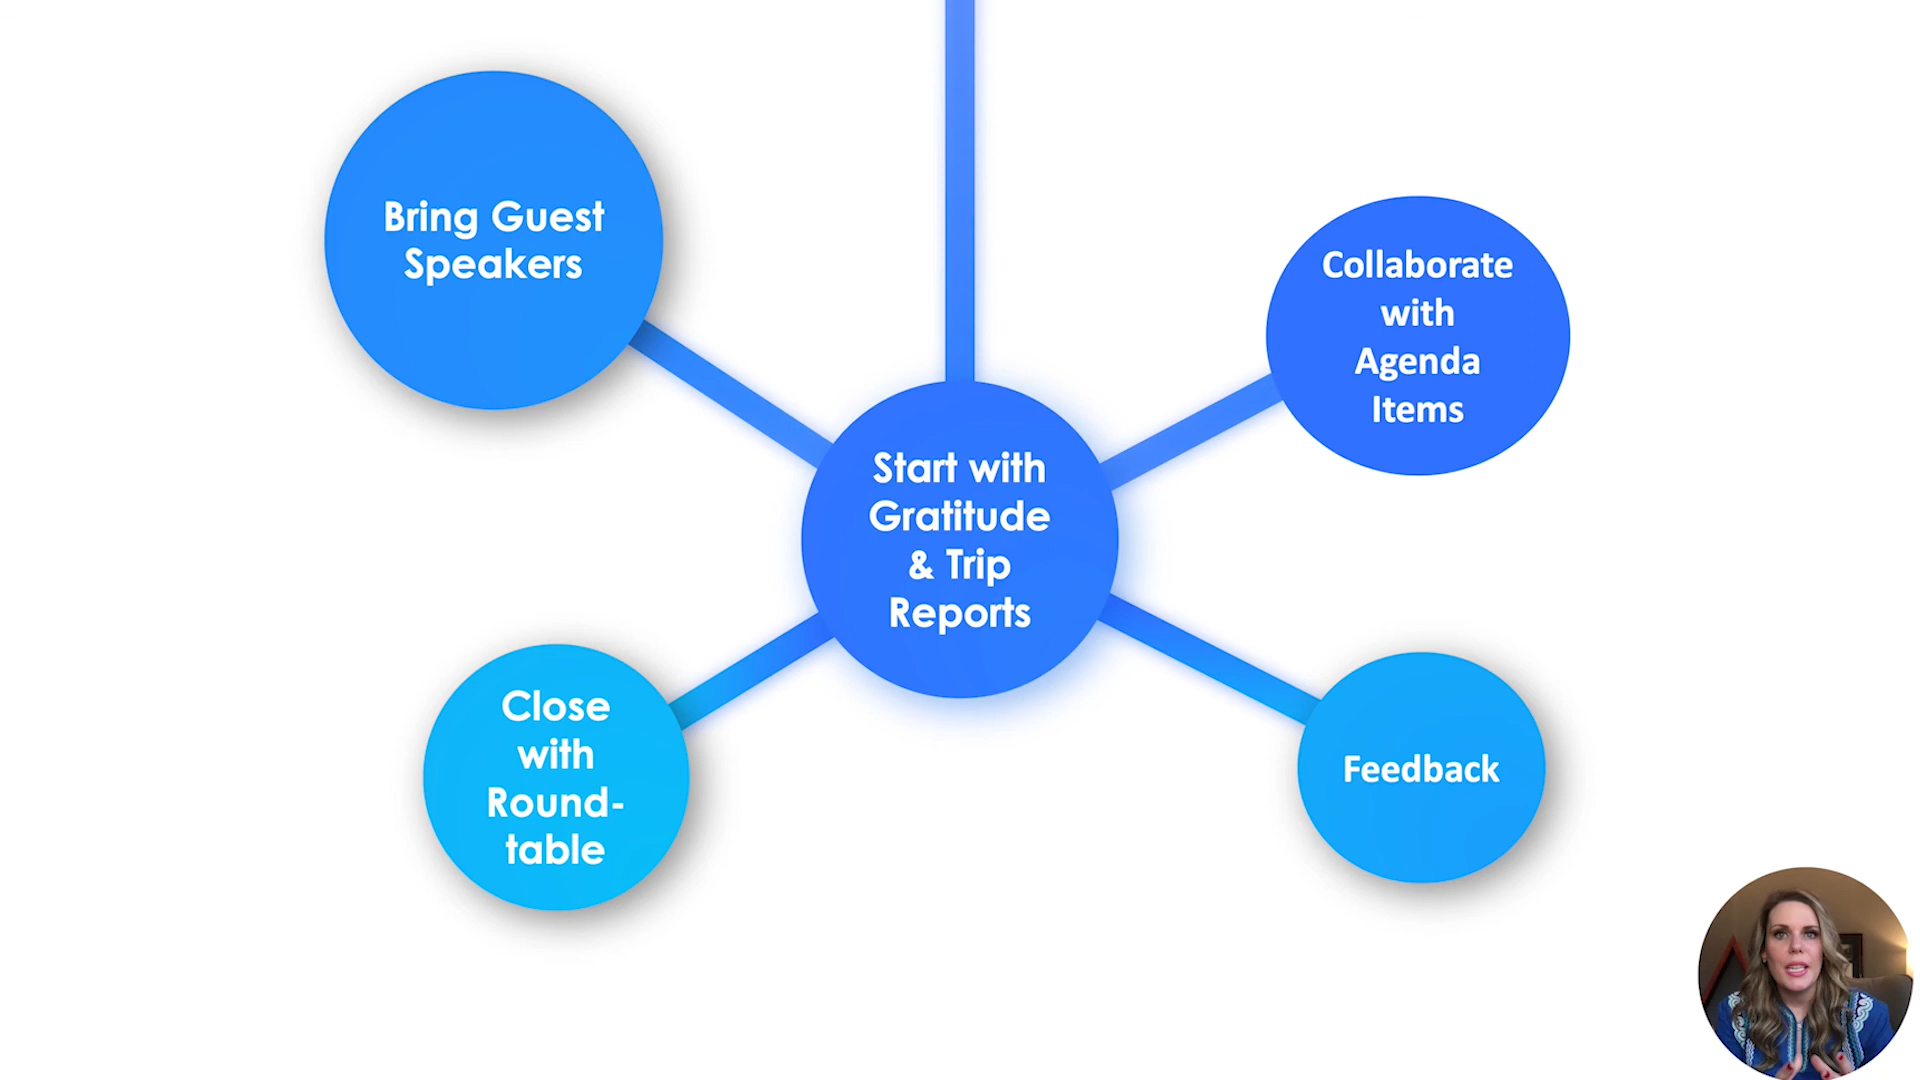 Bring Guest
Speakers
Collaborate
with
Agenda
Items
Start with
Gratitude
& Trip
Reports
Close
with
Round-
table
Feedback